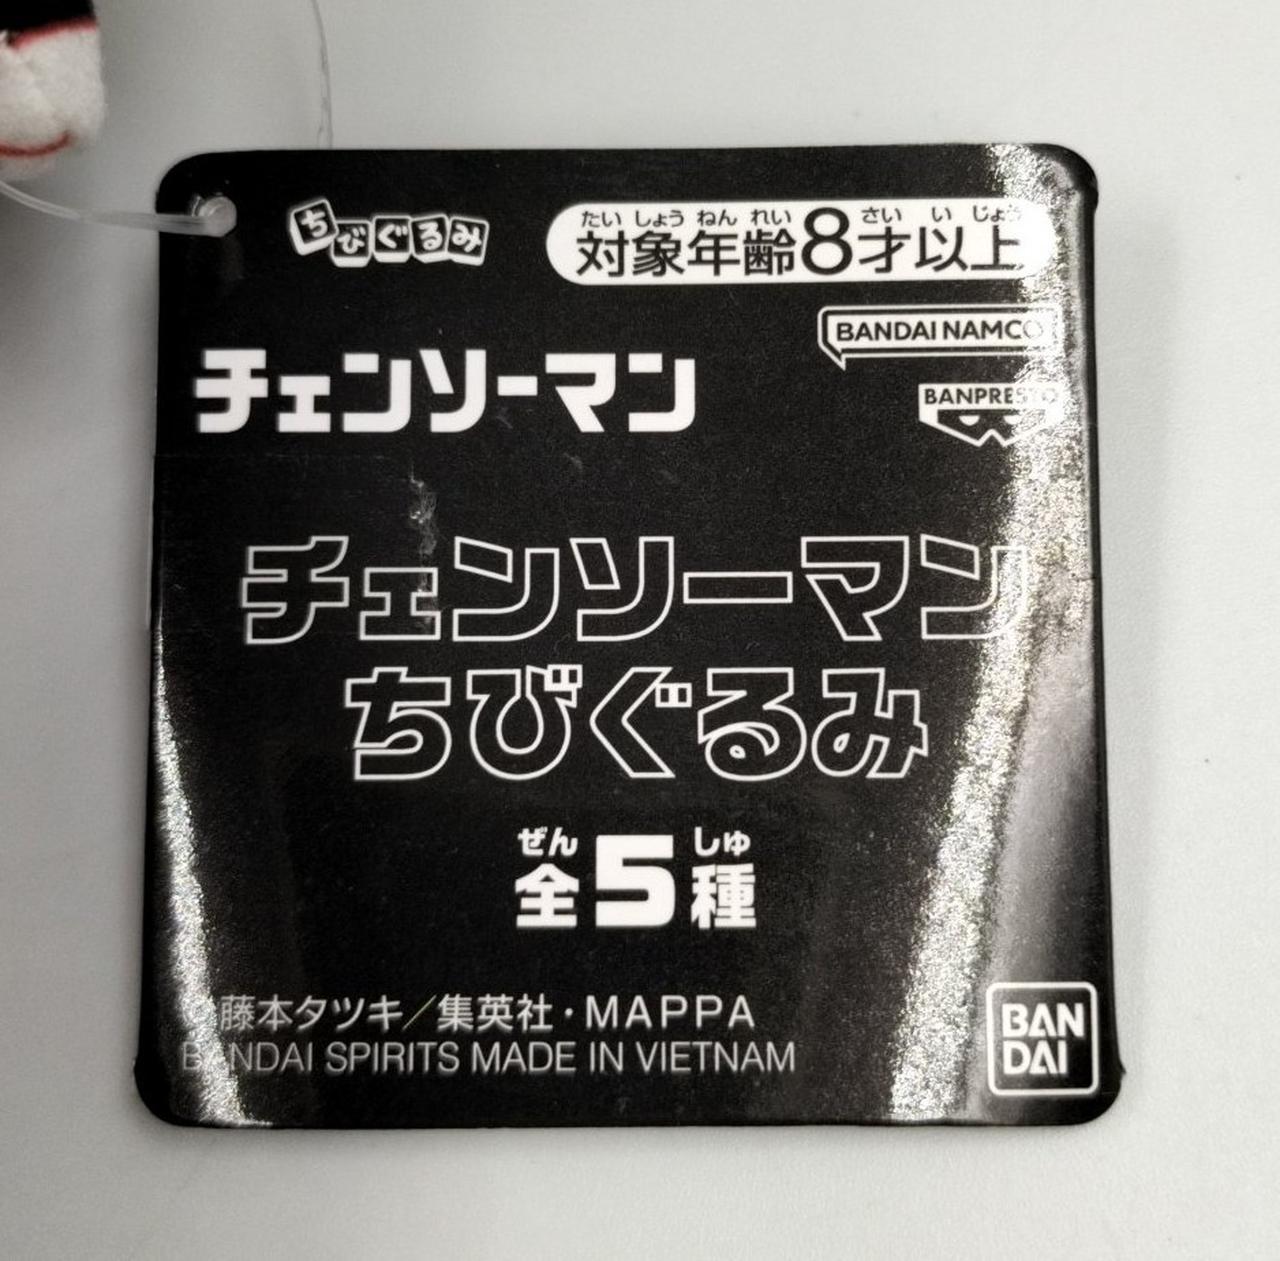 ちびぐるみ
たい しょう ねん れい さい い じょう
対象年齢8才以上
BANDAI NAMCO
チェンソーマン
BANPRESTO
チェンソーマン
ちびぐるみ
ぜん しゅ
全5種
藤本タツキ/集英社・MAPPA
BANDAI SPIRITS MADE IN VIETNAM
BAN
DAI